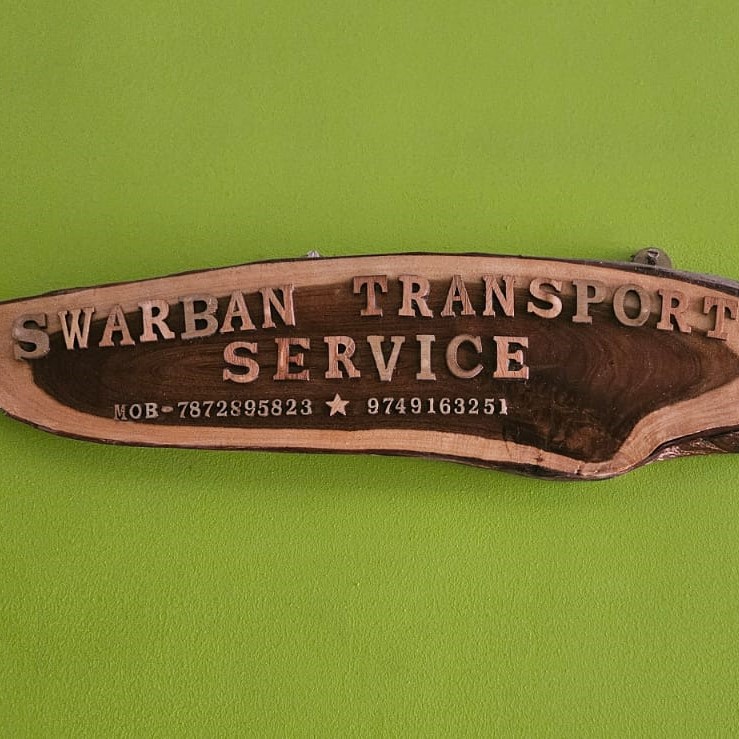 SWARBAN TRANSPORT
SERVICE
MOB-7872895823 ★ 9749163251